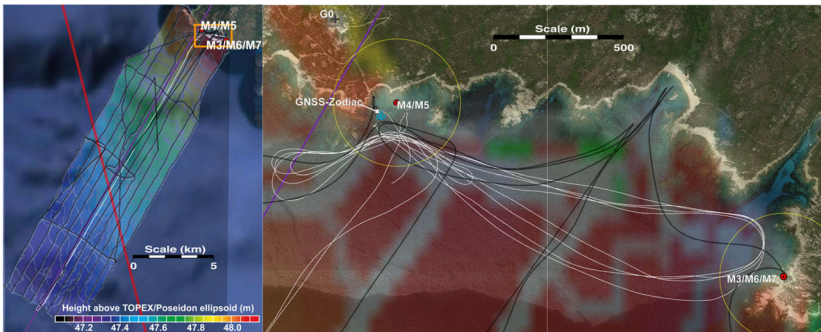 M4/M5
M3/M6/M7
Scale (km)
0 5
Height above TOPEX/Poseidon ellipsoid (m)
47.2 47.4 47.6 47.8 48.0
G0
Scale (m)
0 500
GNSS-Zodiac
M4/M5
M3/M6/M7